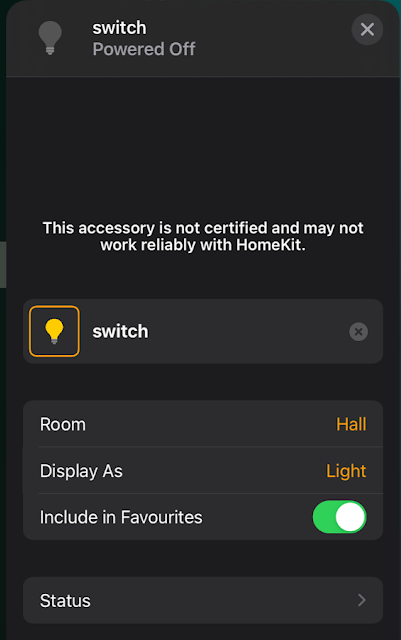 switch
Powered Off
This accessory is not certified and may not
work reliably with HomeKit.
switch
Room
Hall
Display As
Light
Include in Favourites
Status